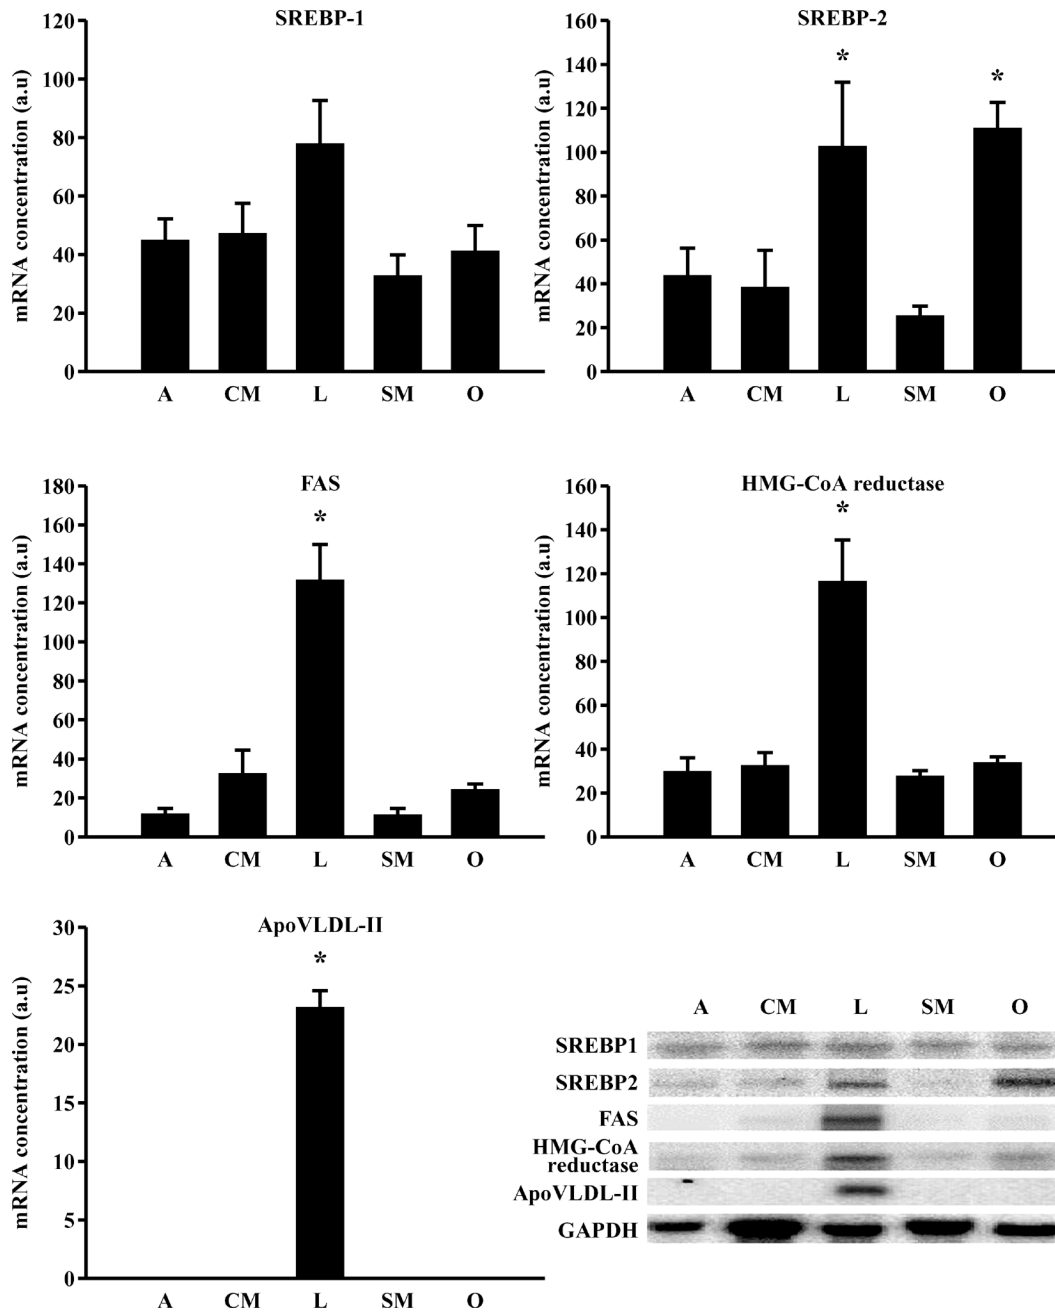 SREBP-1
mRNA concentration (a.u)
120
100
80
60
40
20
0
A CM L SM O
SREBP-2
mRNA concentration (a.u)
160
140
120
100
80
60
40
20
0
* *
A CM L SM O
FAS
mRNA concentration (a.u)
180
160
140
120
100
80
60
40
20
0
*
A CM L SM O
HMG-CoA reductase
mRNA concentration (a.u)
160
140
120
100
80
60
40
20
0
*
A CM L SM O
ApoVLDL-II
mRNA concentration (a.u)
30
25
20
15
10
5
0
*
A CM L SM O
A CM L SM O
SREBP1
SREBP2
FAS
HMG-CoA
reductase
ApoVLDL-II
GAPDH